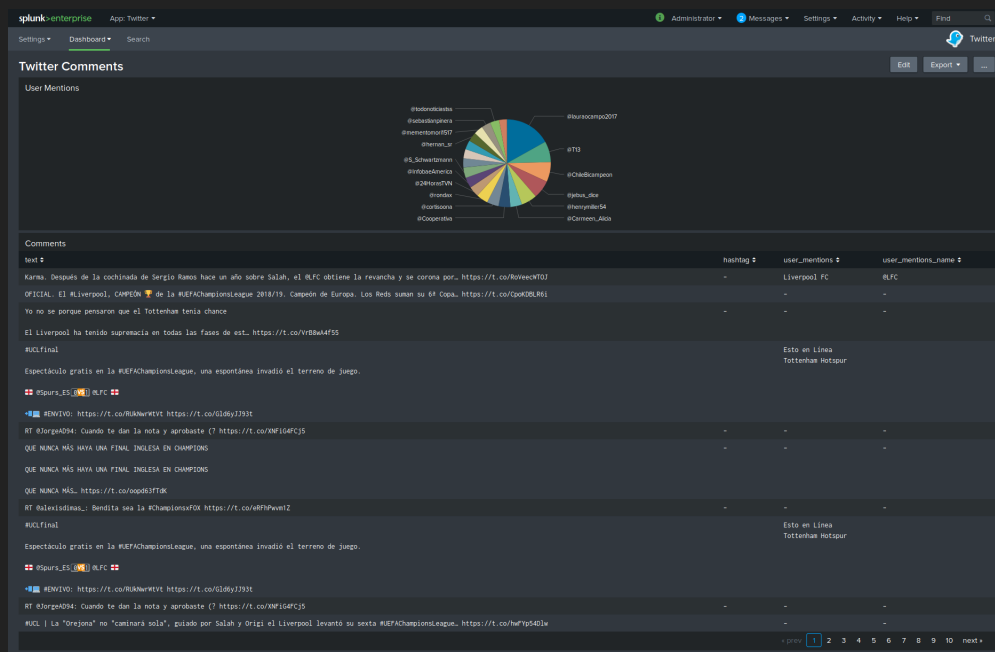 splunk>enterprise App: Twitter Administrator 2 Messages Settings Activity Help Find
Settings Dashboard Search Twitter
Twitter Comments Edit Export ...
User Mentions
@todonoticiastss
@sebastianpinera
@mementomori1517
@hernan_sr
@S_Schwartzmann
@infobaeAmerica
@24HorasTVN
@rondax
@cortisoona
@Cooperativa
@lauraocampo2017
@T13
@ChileBicampeon
@jehus_dice
@henrymiller54
@Carmeen_Alicia
Comments
text hashtag user_mentions user_mentions_name
Karma. Después de la cochinada de Sergio Ramos hace un año sobre Salah, el @LFC obtiene la revancha y se corona por… https://t.co/RoVeecWTOJ - Liverpool FC @LFC
OFICIAL. El #Liverpool, CAMPEÓN 🏆 de la #UEFAChampionsLeague 2018/19. Campeón de Europa. Los Reds suman su 6ª Copa… https://t.co/CpoKDBLR6i - -
Yo no se porque pensaron que el Tottenham tenia chance - - -
El Liverpool ha tenido supremacia en todas las fases de est… https://t.co/VrB8wA4f55
#UCLfinal Esto en Línea
Tottenham Hotspur
Espectáculo gratis en la #UEFAChampionsLeague, una espontánea invadió el terreno de juego.
@Spurs_ES 🆚 @LFC
#ENVIVO: https://t.co/RUkNwrWtVt https://t.co/Gld6yJJ93t
RT @JorgeAD94: Cuando te dan la nota y aprobaste (? https://t.co/XNFiG4FCj5 - - -
QUE NUNCA MÁS HAYA UNA FINAL INGLESA EN CHAMPIONS - - -
QUE NUNCA MÁS HAYA UNA FINAL INGLESA EN CHAMPIONS
QUE NUNCA MÁS… https://t.co/oopd63fTdK
RT @alexisdimas_: Bendita sea la #ChampionsxFOX https://t.co/eRFhPwvm1Z - - -
#UCLfinal Esto en Línea
Tottenham Hotspur
Espectáculo gratis en la #UEFAChampionsLeague, una espontánea invadió el terreno de juego.
@Spurs_ES 🆚 @LFC
#ENVIVO: https://t.co/RUkNwrWtVt https://t.co/Gld6yJJ93t
RT @JorgeAD94: Cuando te dan la nota y aprobaste (? https://t.co/XNFiG4FCj5 - - -
#UCL | La "Orejona" no "caminará sola", guiado por Salah y Origi el Liverpool levantó su sexta #UEFAChampionsLeague… https://t.co/hwFYp54Dlw - -
« prev 1 2 3 4 5 6 7 8 9 10 next »